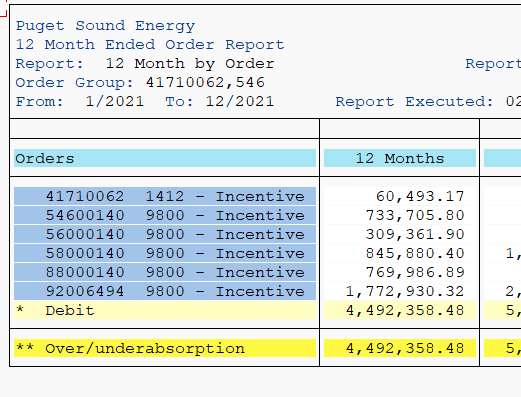 Puget Sound Energy
12 Month Ended Order Report
Report:  12 Month by Order Report
Order Group: 41710062,546
From:  1/2021  To: 12/2021 Report Executed: 02
Orders 12 Months
41710062  1412 - Incentive 60,493.17
54600140  9800 - Incentive 733,705.80
56000140  9800 - Incentive 309,361.90
58000140  9800 - Incentive 845,880.40 1,
88000140  9800 - Incentive 769,986.89
92006494  9800 - Incentive 1,772,930.32 2,
*  Debit 4,492,358.48 5,
** Over/underabsorption 4,492,358.48 5,